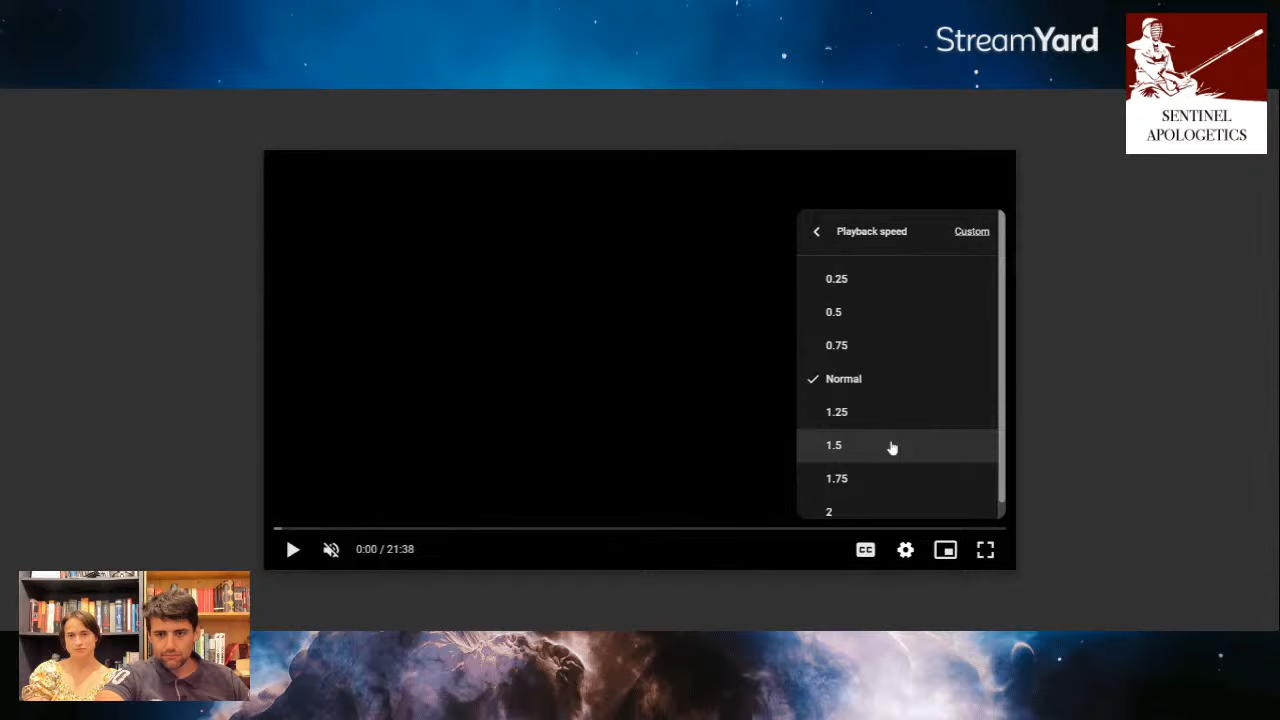 StreamYard
SENTINEL
APOLOGETICS
Playback speed
Custom
0.25
0.5
0.75
Normal
1.25
1.5
1.75
2
0:00 / 21:38
CC